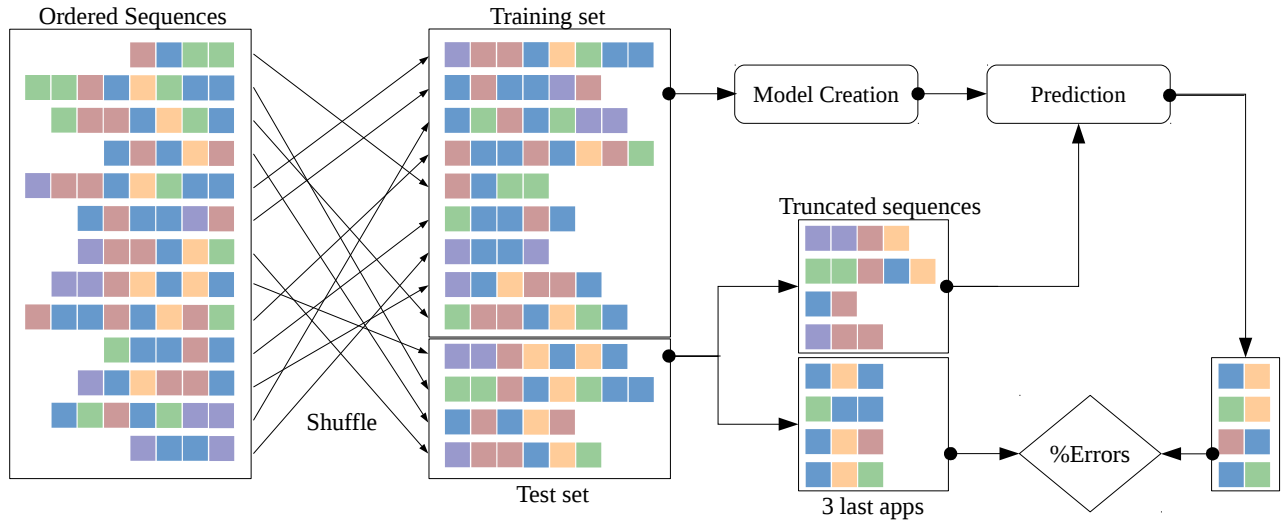 Ordered Sequences
Training set
Model Creation
Prediction
Truncated sequences
Shuffle
%Errors
Test set
3 last apps